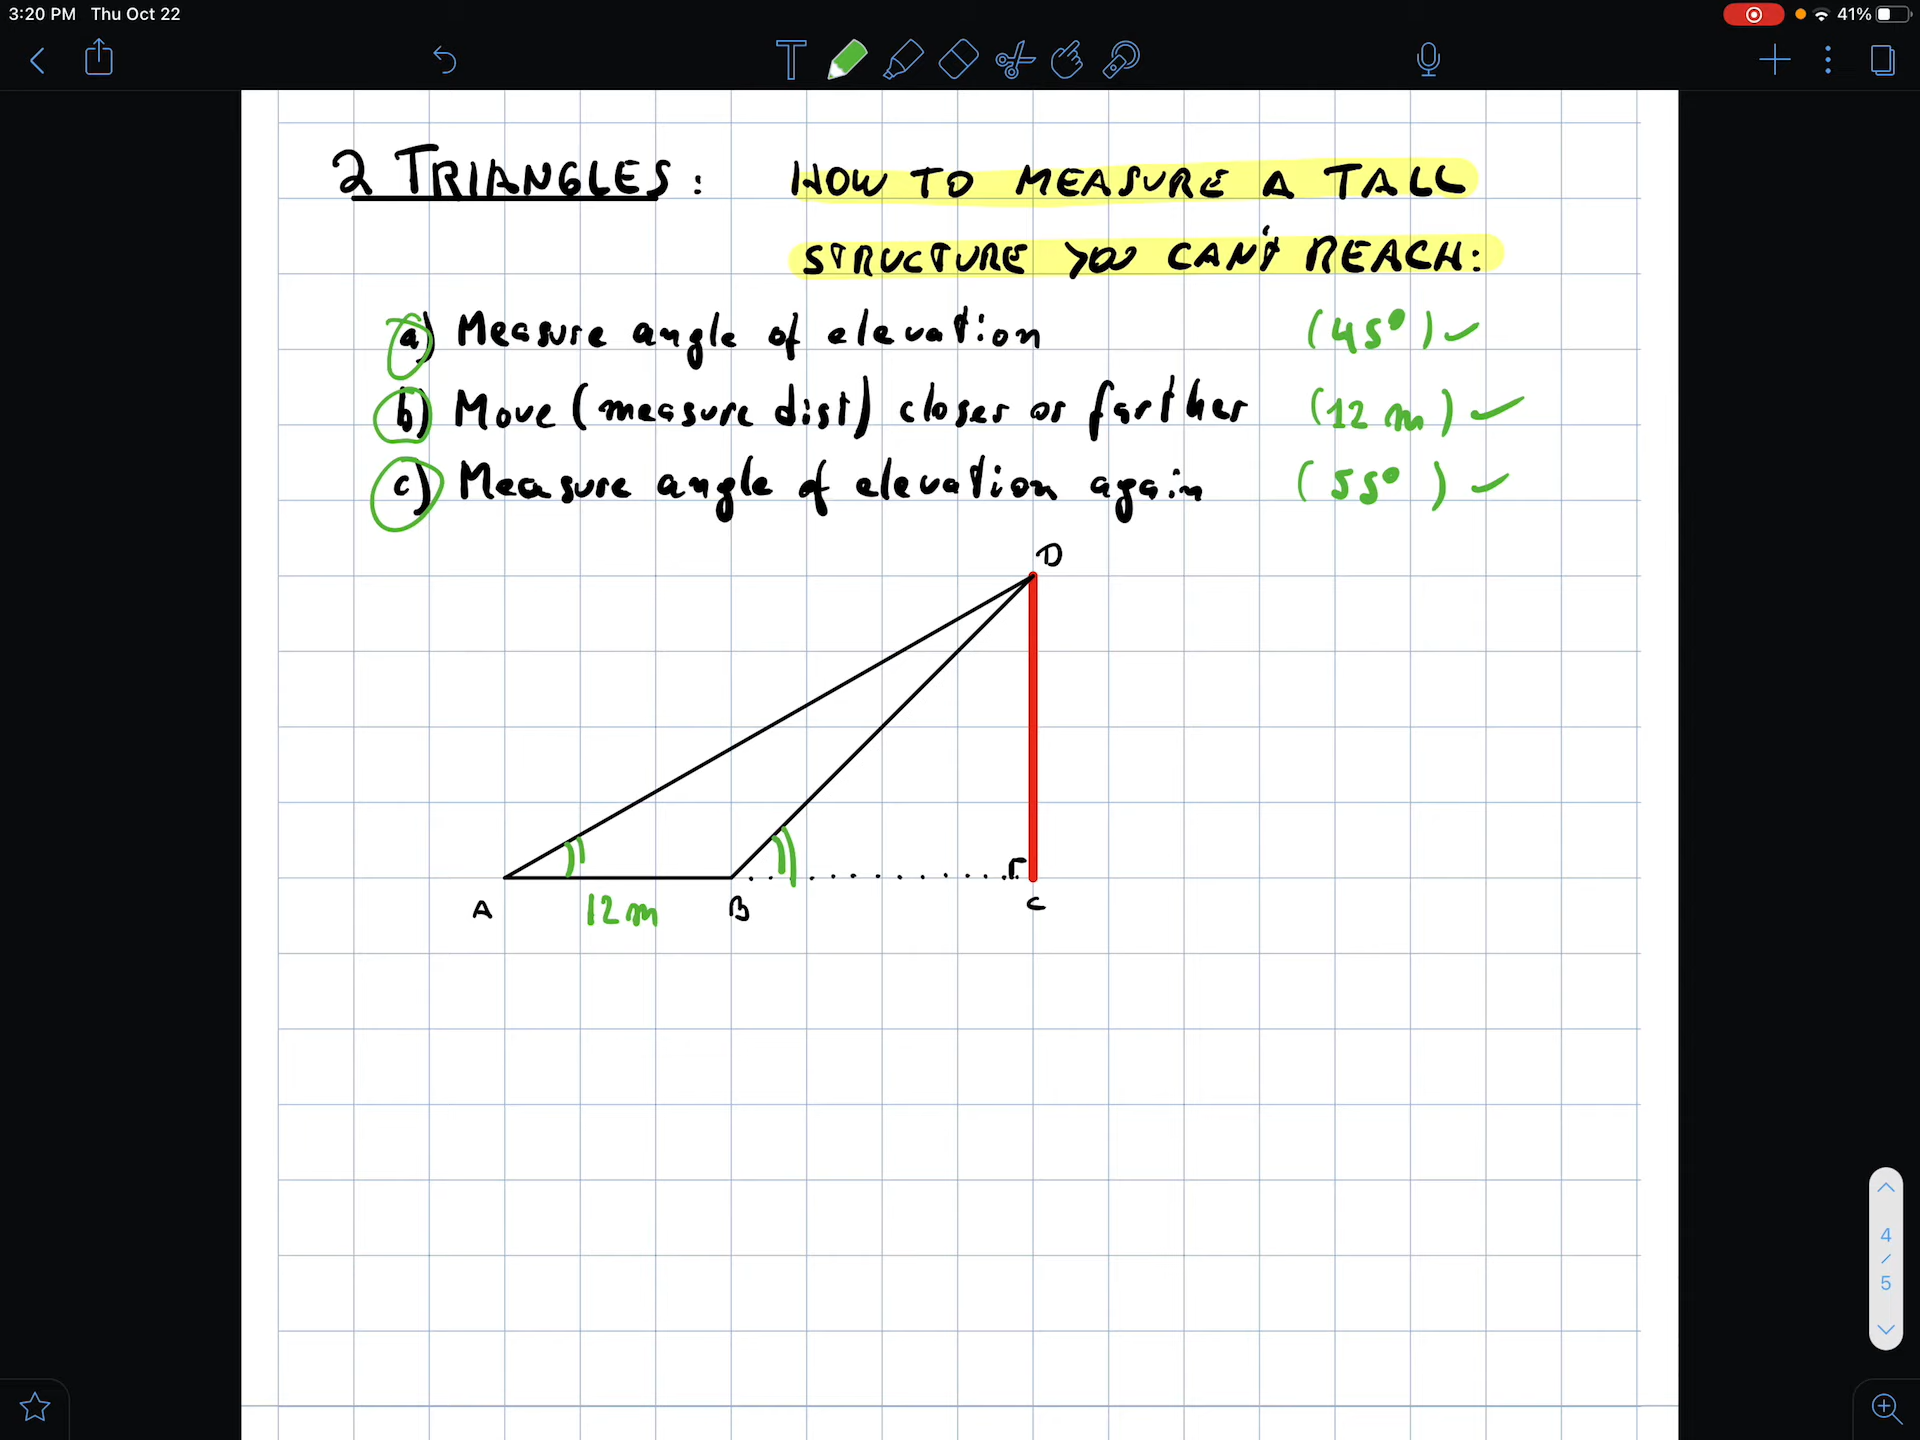 3:20 PM Thu Oct 22
41%
2 TRIANGLES: HOW TO MEASURE A TALL
STRUCTURE YOU CAN'T REACH:
a) Measure angle of elevation (45°)
b) Move (measure dist) closer or farther (12 m)
c) Measure angle of elevation again (55°)
D
A 12 m B C
4
/
5